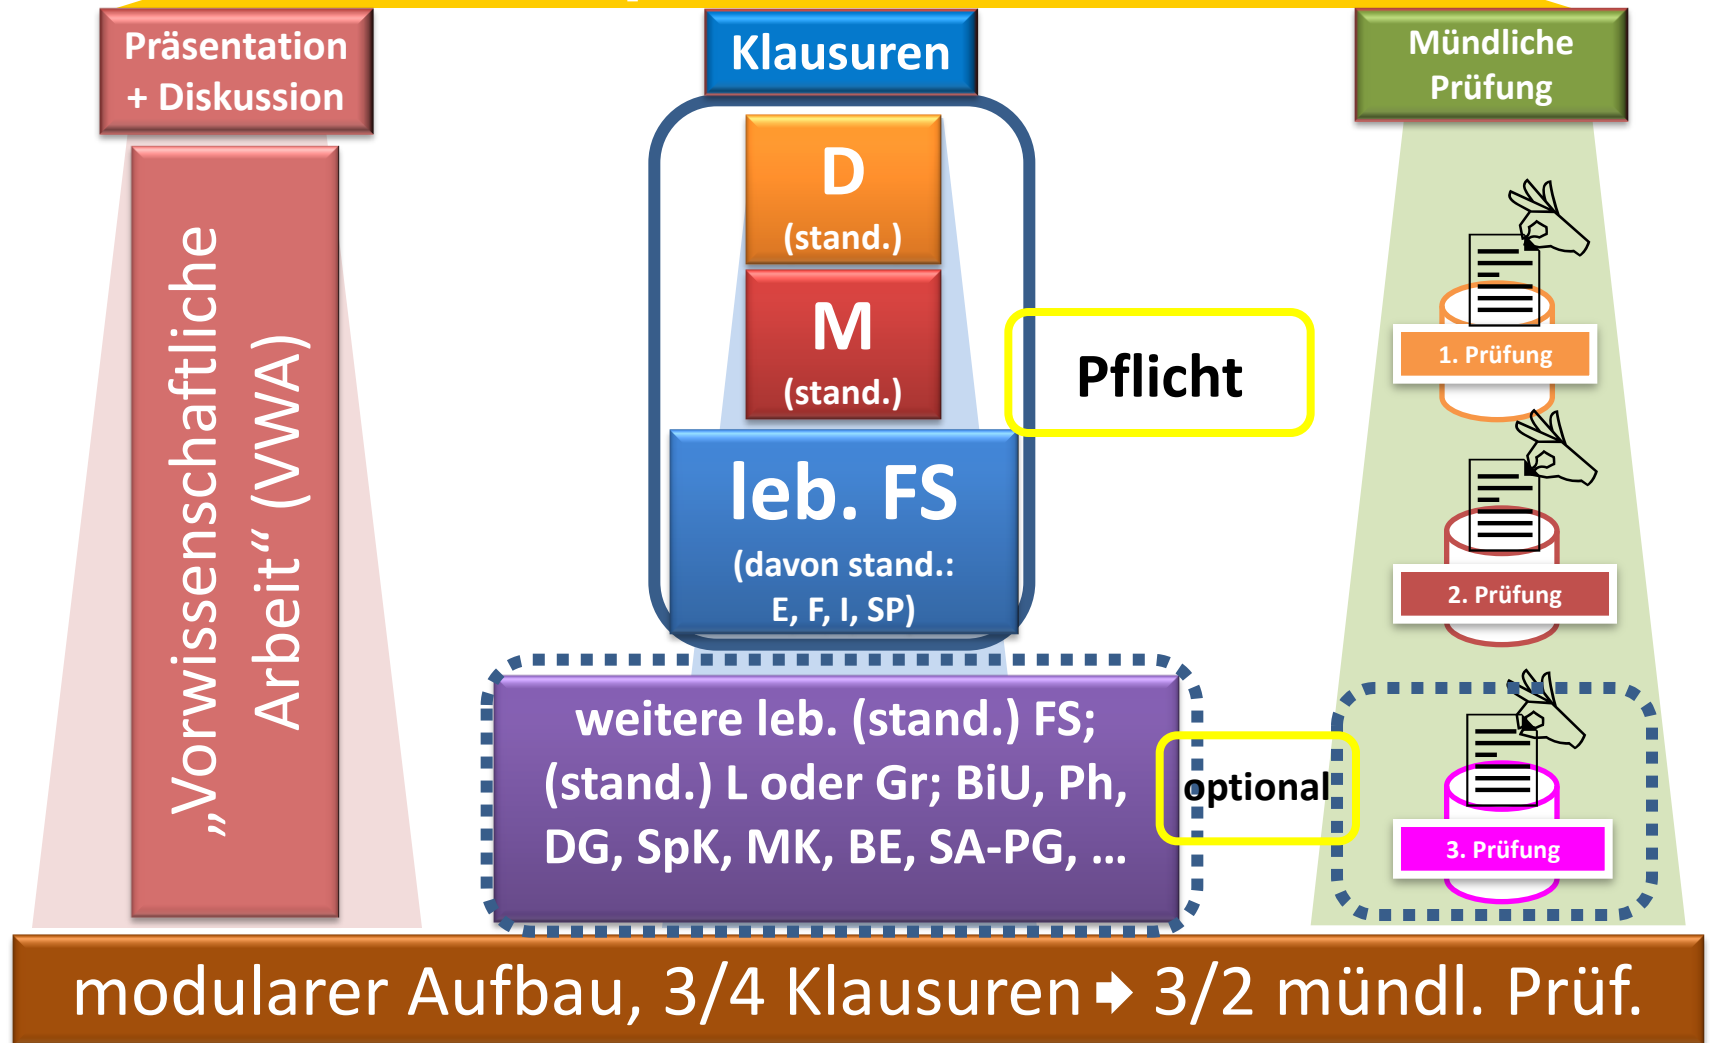 Präsentation
+ Diskussion
„Vorwissenschaftliche
Arbeit“ (VWA)
Klausuren
D
(stand.)
M
(stand.)
leb. FS
(davon stand.:
E, F, I, SP)
Pflicht
weitere leb. (stand.) FS;
(stand.) L oder Gr; BiU, Ph,
DG, SpK, MK, BE, SA-PG, ...
optional
Mündliche
Prüfung
1. Prüfung
2. Prüfung
3. Prüfung
modularer Aufbau, 3/4 Klausuren 🡆 3/2 mündl. Prüf.